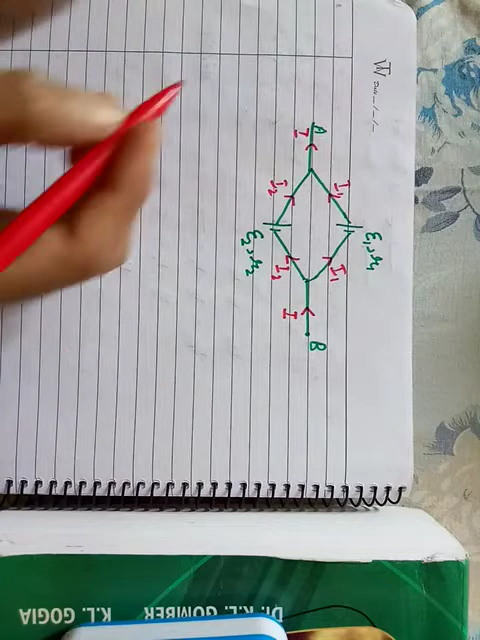 A
I
I₂
I₁
ε₂, r₂
ε₁, r₁
I₂
I₁
I
B
Dr. K.L. GOMBER K.L. GOGIA